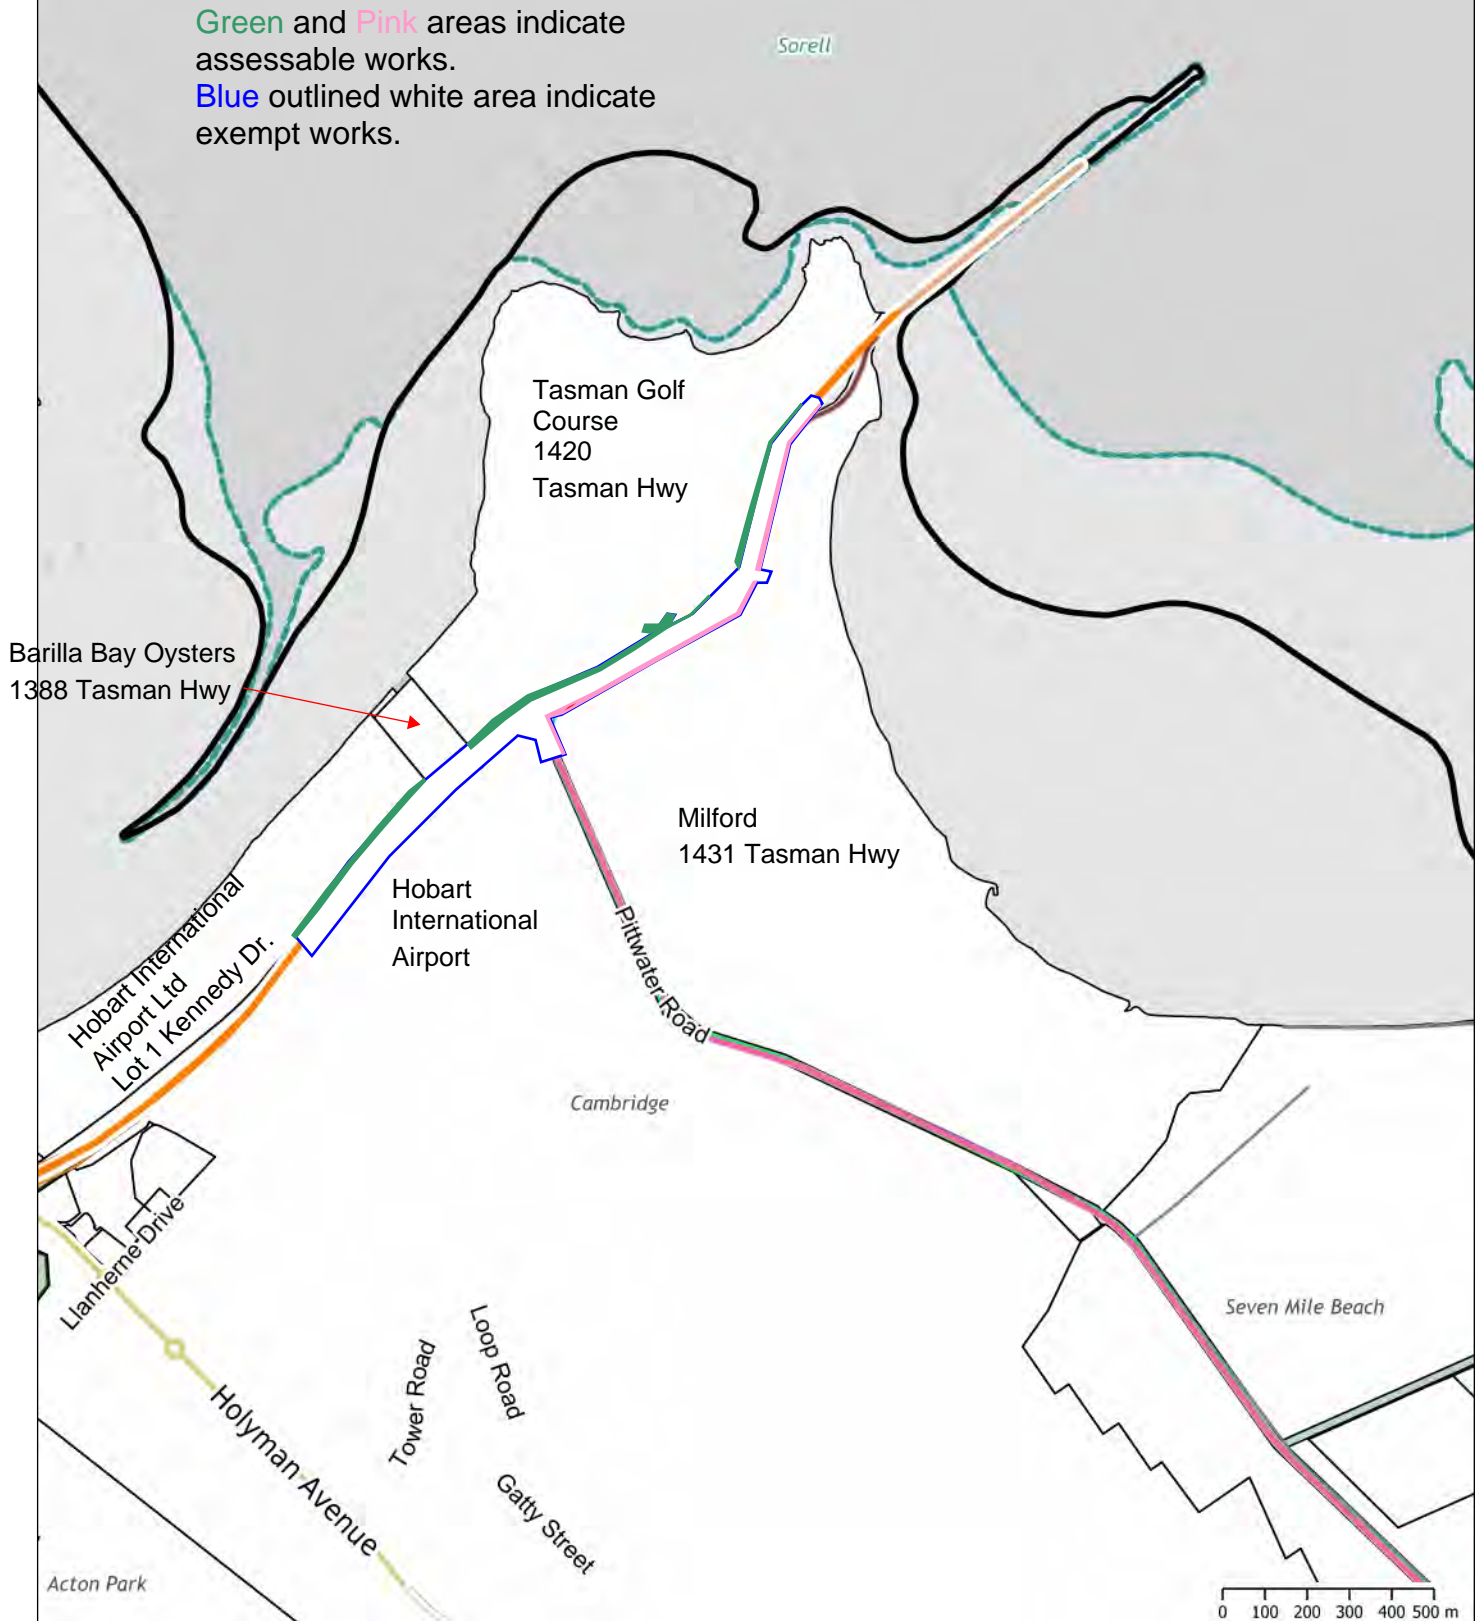 Green and Pink areas indicate
assessable works.
Blue outlined white area indicate
exempt works.
Sorell
Tasman Golf
Course
1420
Tasman Hwy
Barilla Bay Oysters
1388 Tasman Hwy
Milford
1431 Tasman Hwy
Hobart
International
Airport
Hobart International
Airport Ltd
Lot 1 Kennedy Dr.
Pittwater Road
Cambridge
Llanherne Drive
Seven Mile Beach
Loop Road
Tower Road
Holyman Avenue
Gatty Street
Acton Park
0 100 200 300 400 500 m